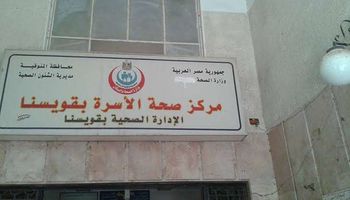 جمهورية مصر العربية
وزارة الصحة
محافظة المنوفية
مديرية الشئون الصحية
مركز صحة الأسرة بقويسنا
الإدارة الصحية بقويسنا